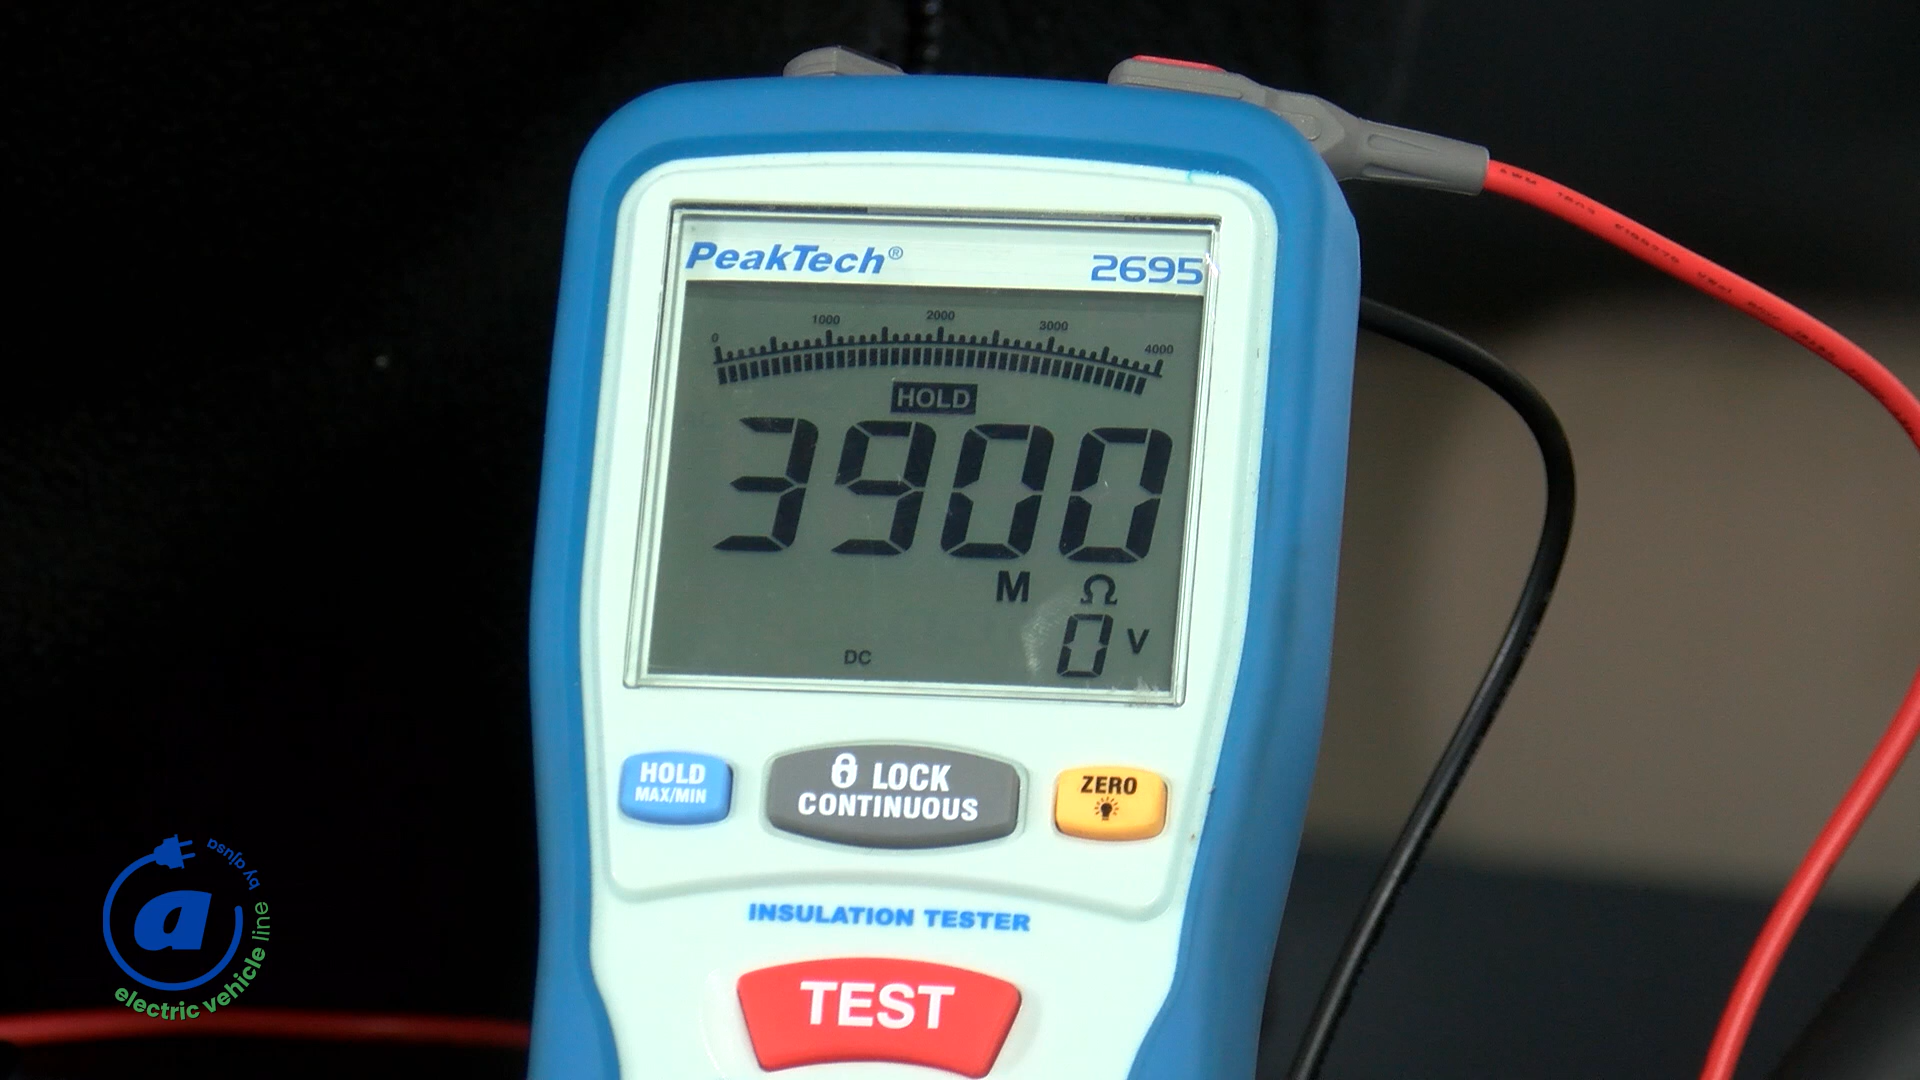 PeakTech®
2695
0 1000 2000 3000 4000
HOLD
3900
M Ω
0 V
DC
HOLD
MAX/MIN
LOCK
CONTINUOUS
ZERO
INSULATION TESTER
TEST
a
by ajusa
electric vehicle line